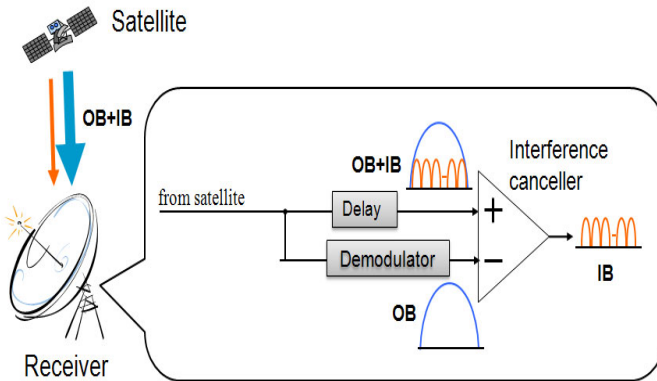 Satellite
OB+IB
OB+IB
Interference
canceller
from satellite
Delay
+
Demodulator
−
IB
OB
Receiver